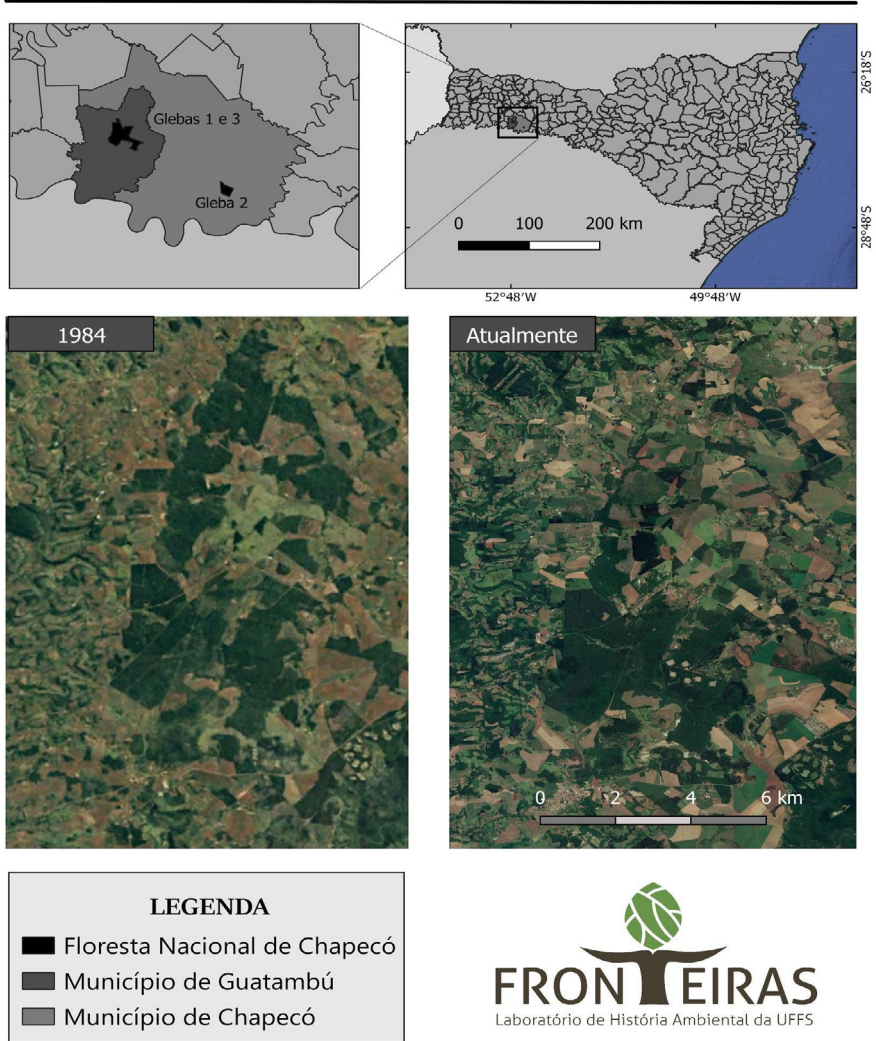 Glebas 1 e 3
Gleba 2
26°18'S
28°48'S
0 100 200 km
52°48'W 49°48'W
1984
Atualmente
0 2 4 6 km
LEGENDA
Floresta Nacional de Chapecó
Município de Guatambú
Município de Chapecó
FRONTEIRAS
Laboratório de História Ambiental da UFFS